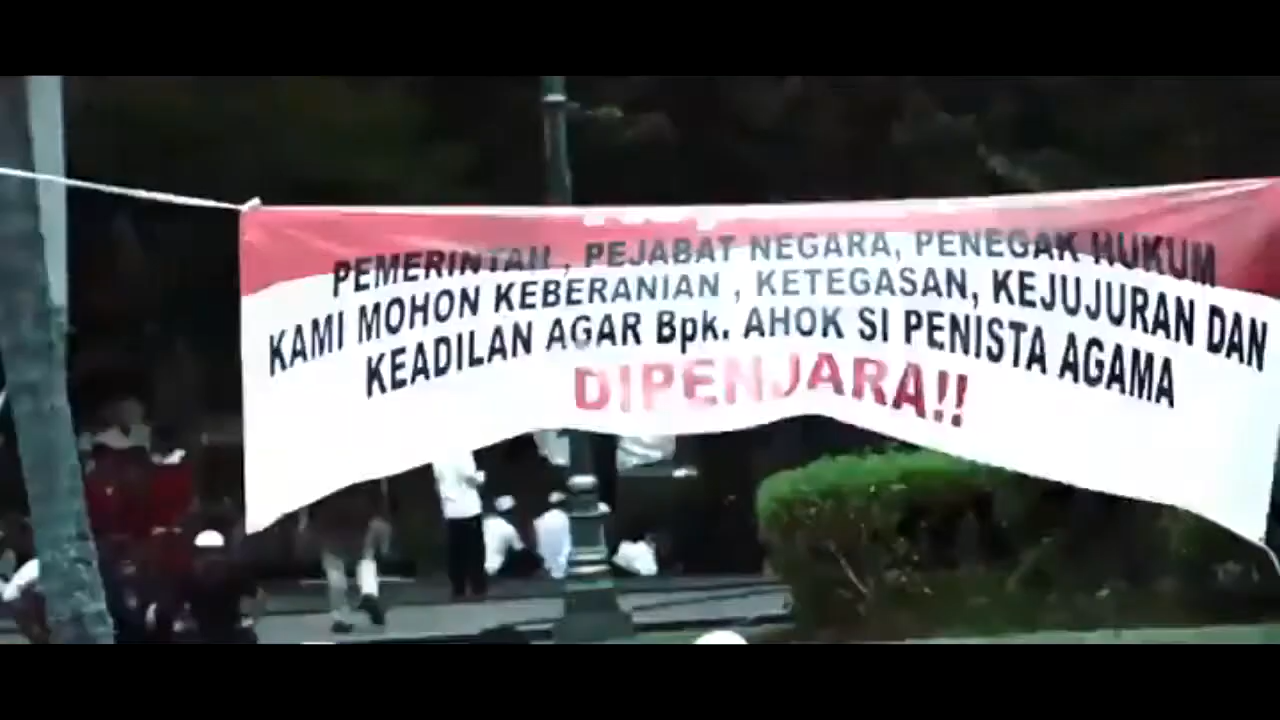 PEMERINTAH, PEJABAT NEGARA, PENEGAK HUKUM
KAMI MOHON KEBERANIAN, KETEGASAN, KEJUJURAN DAN
KEADILAN AGAR Bpk. AHOK SI PENISTA AGAMA
DIPENJARA!!